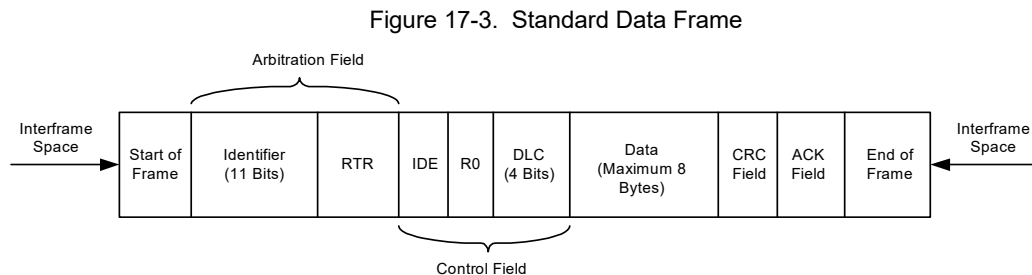 Figure 17-3.  Standard Data Frame
Arbitration Field
Interframe
Space
Start of
Frame
Identifier
(11 Bits)
RTR
IDE
R0
DLC
(4 Bits)
Data
(Maximum 8
Bytes)
CRC
Field
ACK
Field
End of
Frame
Interframe
Space
Control Field